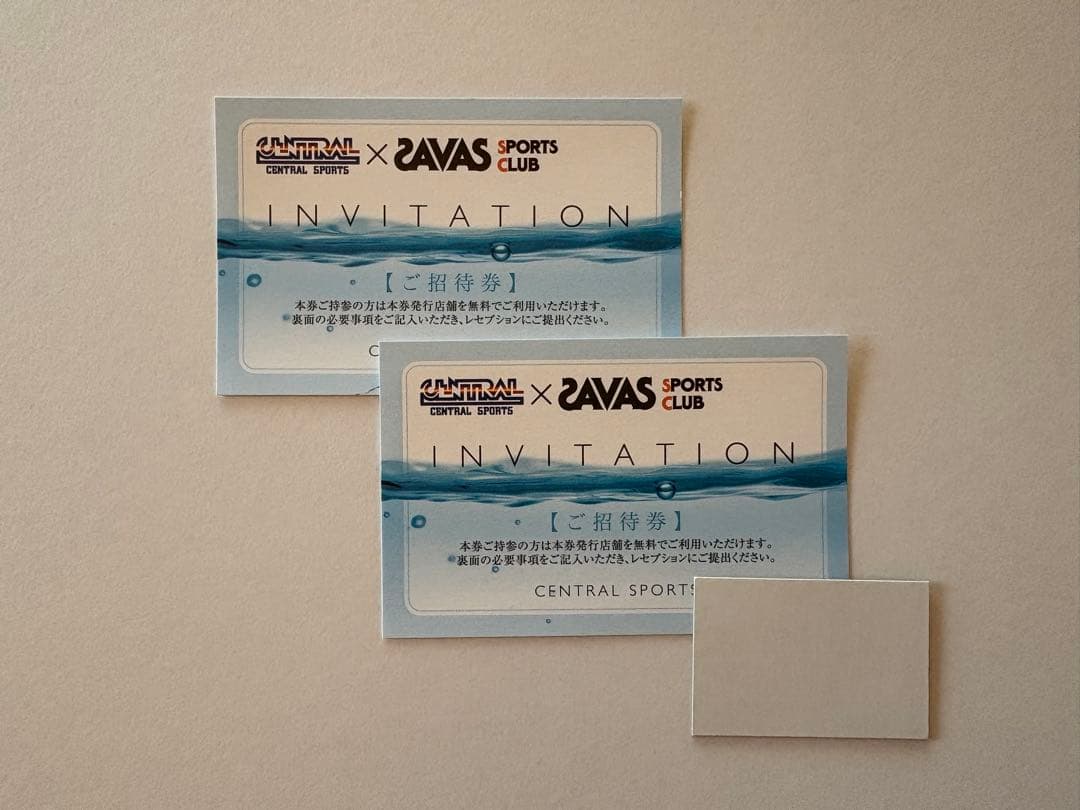 CENTRAL
CENTRAL SPORTS
×
SAVAS
SPORTS
CLUB
INVITATION
【ご招待券】
本券ご持参の方は本券発行店舗を無料でご利用いただけます。
裏面の必要事項をご記入いただき、レセプションにご提出ください。
CENTRAL
CENTRAL SPORTS
×
SAVAS
SPORTS
CLUB
INVITATION
【ご招待券】
本券ご持参の方は本券発行店舗を無料でご利用いただけます。
裏面の必要事項をご記入いただき、レセプションにご提出ください。
CENTRAL SPORTS